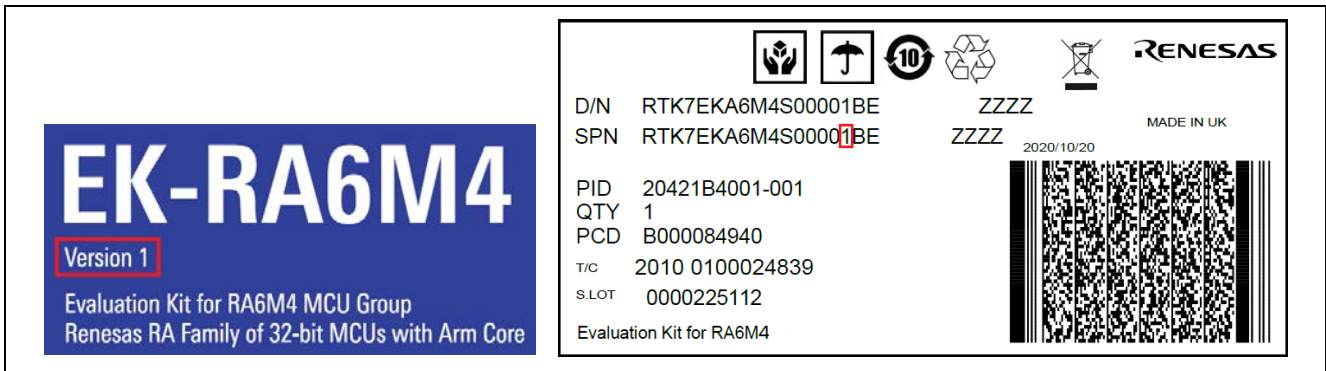 EK-RA6M4
Version 1
Evaluation Kit for RA6M4 MCU Group
Renesas RA Family of 32-bit MCUs with Arm Core
10
RENESAS
D/N RTK7EKA6M4S00001BE ZZZZ
MADE IN UK
SPN RTK7EKA6M4S00001BE ZZZZ
2020/10/20
PID 20421B4001-001
QTY 1
PCD B000084940
T/C 2010 0100024839
S.LOT 0000225112
Evaluation Kit for RA6M4